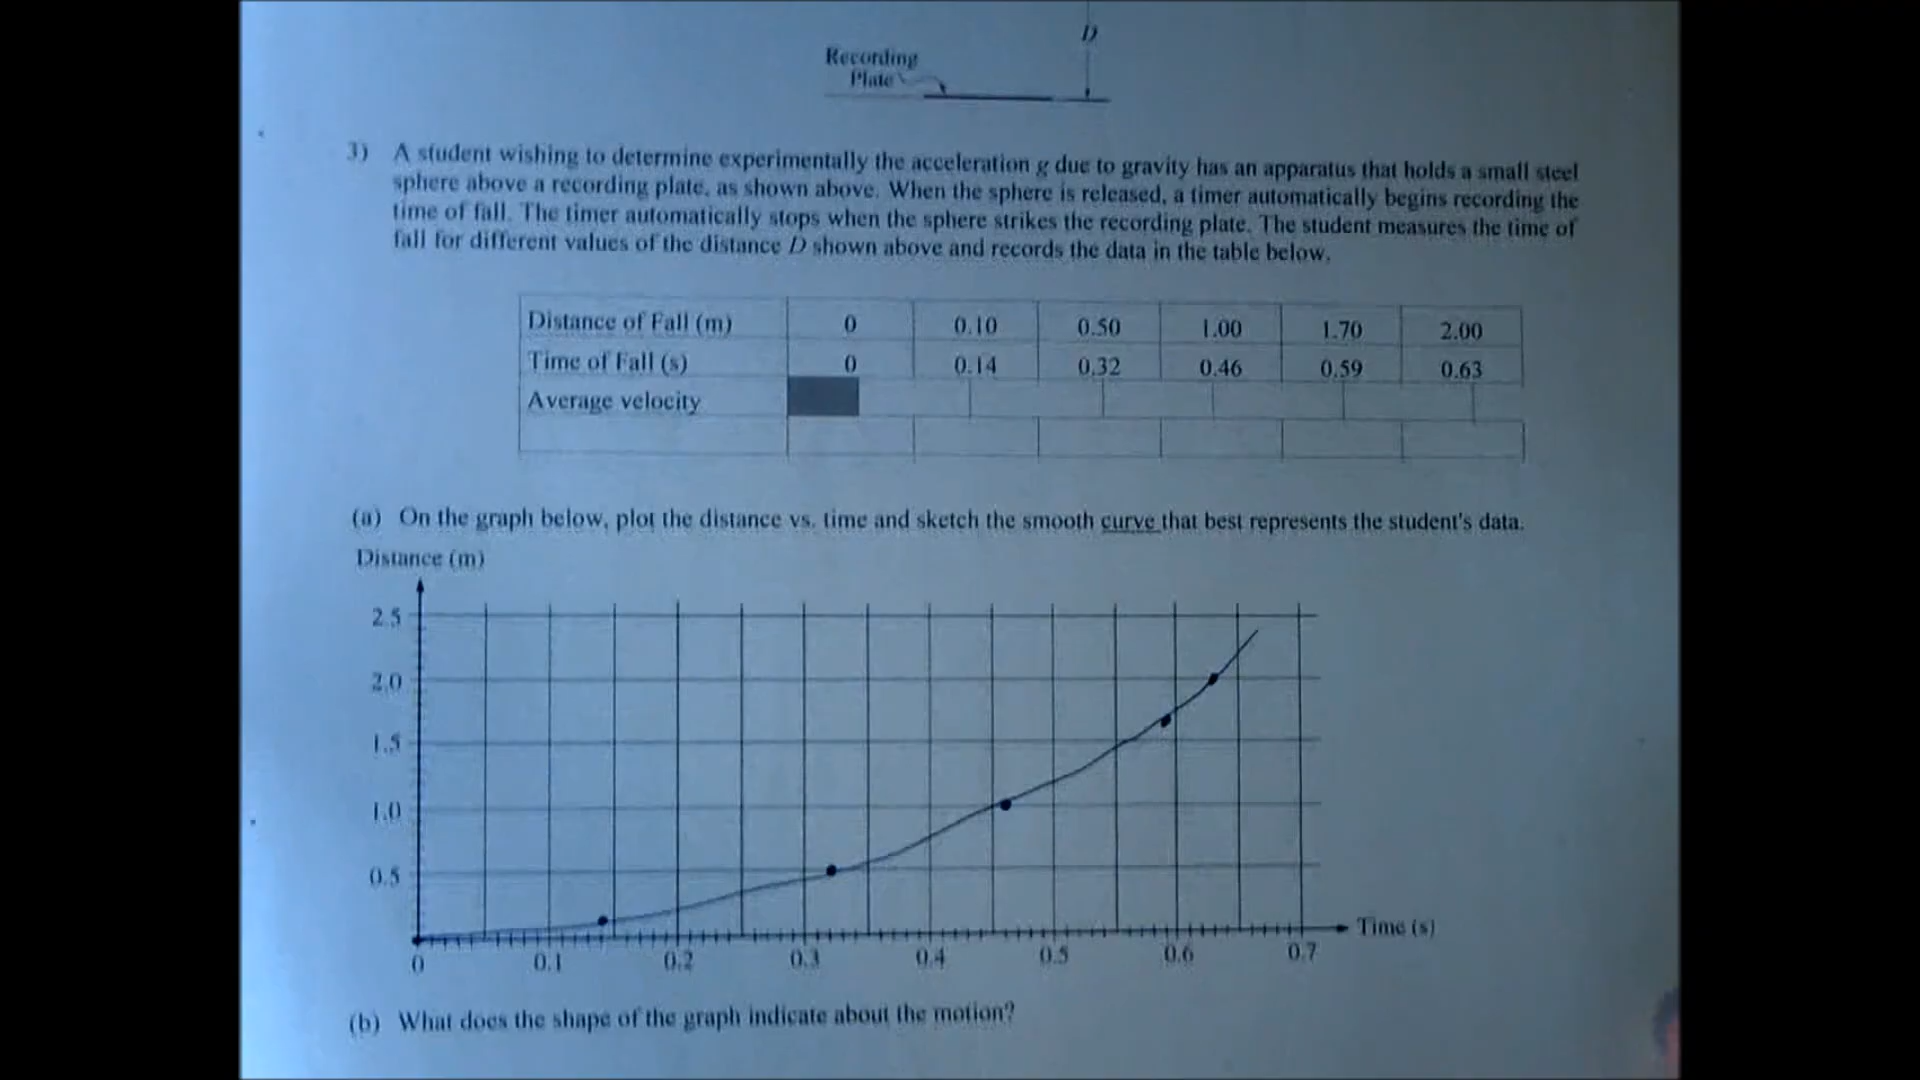 D
Recording
Plate
3) A student wishing to determine experimentally the acceleration g due to gravity has an apparatus that holds a small steel
sphere above a recording plate, as shown above. When the sphere is released, a timer automatically begins recording the
time of fall. The timer automatically stops when the sphere strikes the recording plate. The student measures the time of
fall for different values of the distance D shown above and records the data in the table below.
Distance of Fall (m) 0 0.10 0.50 1.00 1.70 2.00
Time of Fall (s) 0 0.14 0.32 0.46 0.59 0.63
Average velocity
(a) On the graph below, plot the distance vs. time and sketch the smooth curve that best represents the student's data.
Distance (m)
2.5
2.0
1.5
1.0
0.5
Time (s)
0 0.1 0.2 0.3 0.4 0.5 0.6 0.7
(b) What does the shape of the graph indicate about the motion?